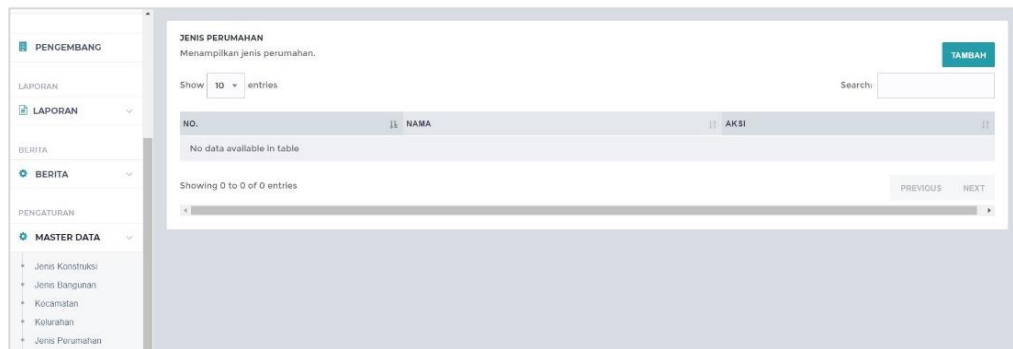 PENGEMBANG
LAPORAN
LAPORAN
BERITA
BERITA
PENGATURAN
MASTER DATA
Jenis Konstruksi
Jenis Bangunan
Kecamatan
Kelurahan
Jenis Perumahan
JENIS PERUMAHAN
Menampilkan jenis perumahan.
TAMBAH
Show 10 entries
Search:
NO. NAMA AKSI
No data available in table
Showing 0 to 0 of 0 entries
PREVIOUS NEXT